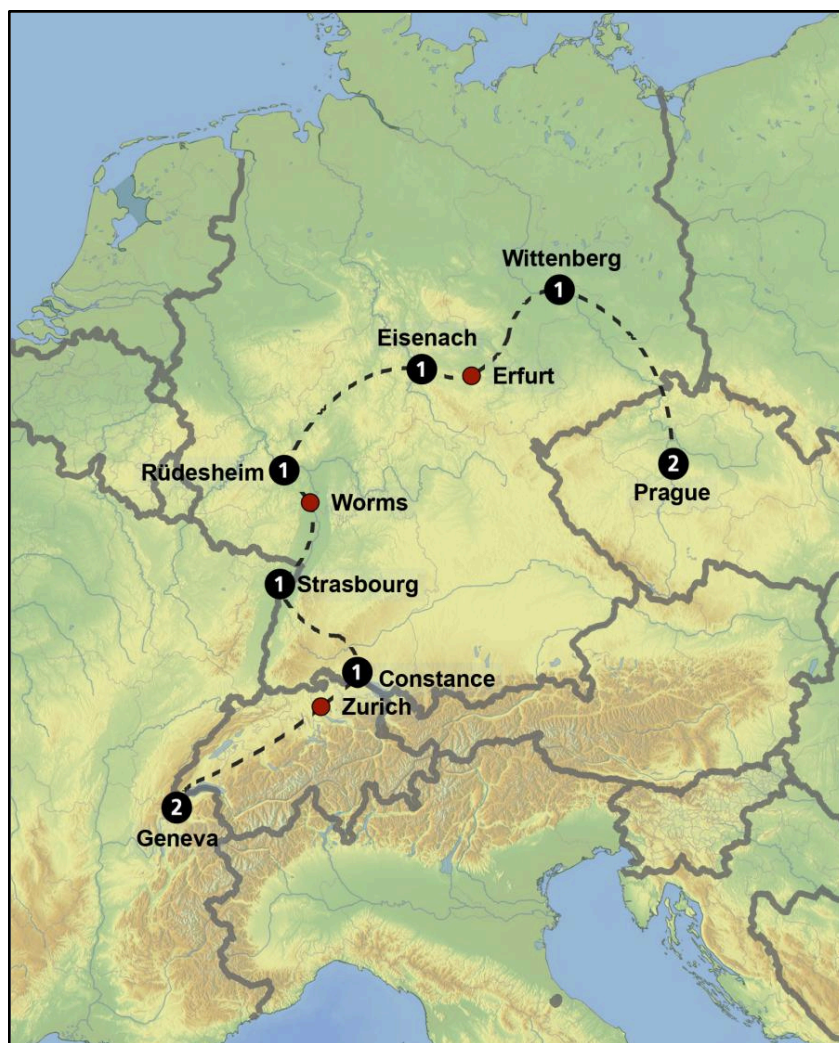 Wittenberg
1
Eisenach
1
Erfurt
Rüdesheim
1
2
Prague
Worms
1
Strasbourg
1
Constance
Zurich
2
Geneva